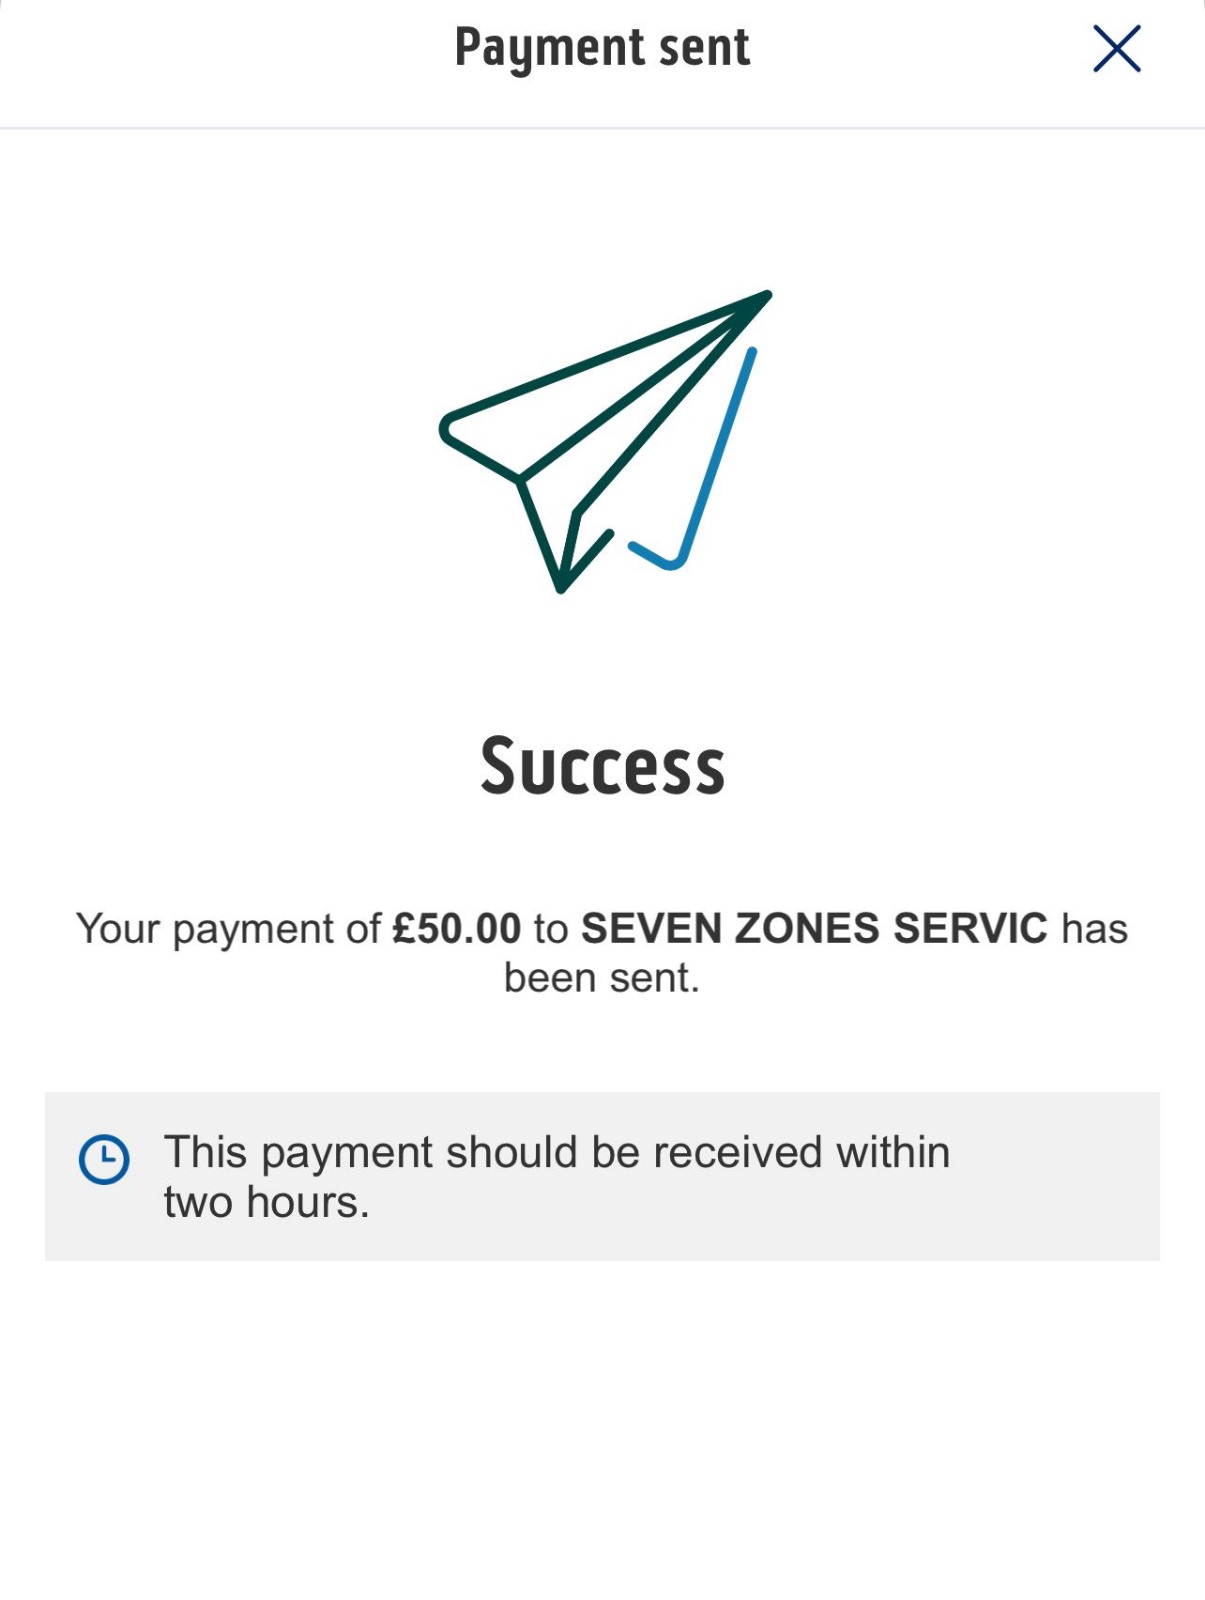 Payment sent
Success
Your payment of £50.00 to SEVEN ZONES SERVIC has
been sent.
This payment should be received within
two hours.